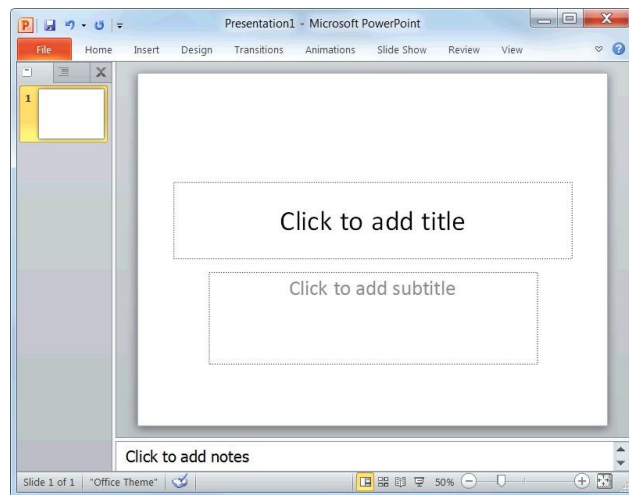 Presentation1 - Microsoft PowerPoint
File Home Insert Design Transitions Animations Slide Show Review View
1
Click to add title
Click to add subtitle
Click to add notes
Slide 1 of 1 "Office Theme" 50%